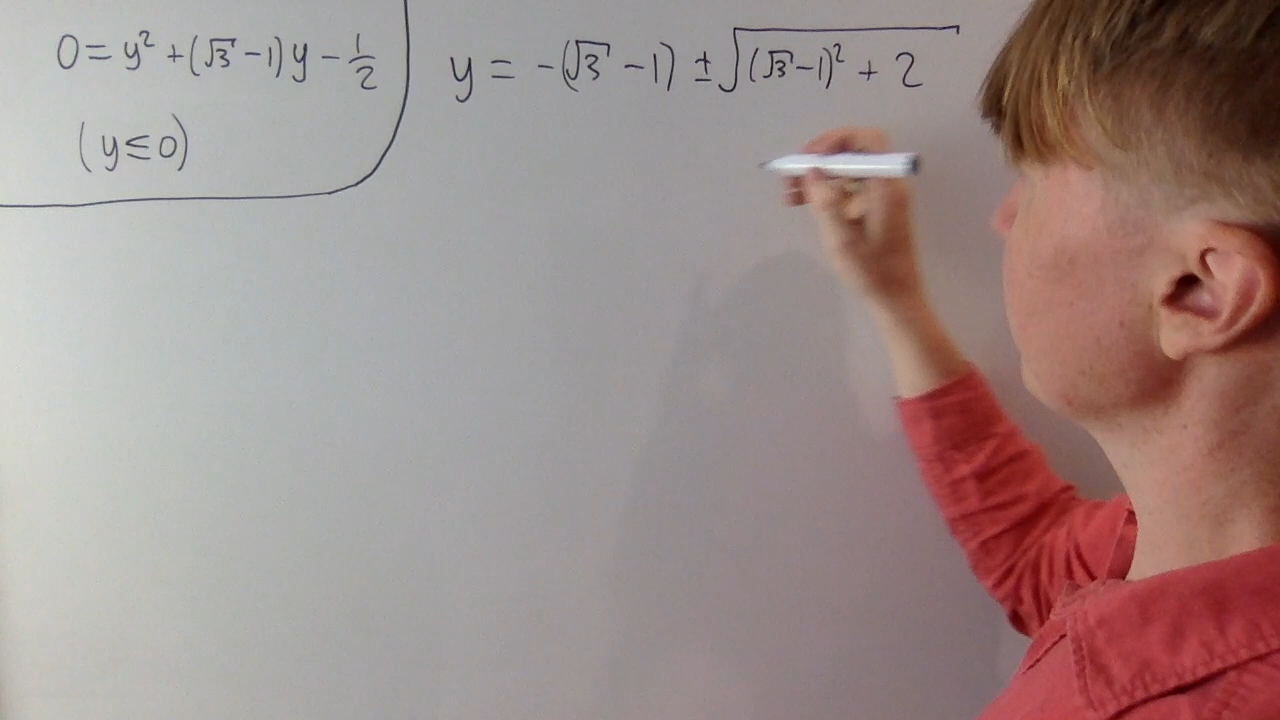 0 = y² + (√3 - 1) y - 1/2
(y ≤ 0)
y = -(√3 - 1) ± √((√3 - 1)² + 2)